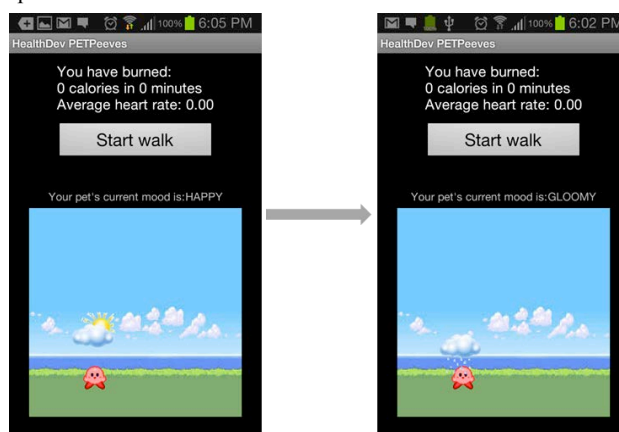 100% 6:05 PM
HealthDev PETPeeves
You have burned:
0 calories in 0 minutes
Average heart rate: 0.00
Start walk
Your pet's current mood is:HAPPY
100% 6:02 PM
HealthDev PETPeeves
You have burned:
0 calories in 0 minutes
Average heart rate: 0.00
Start walk
Your pet's current mood is:GLOOMY